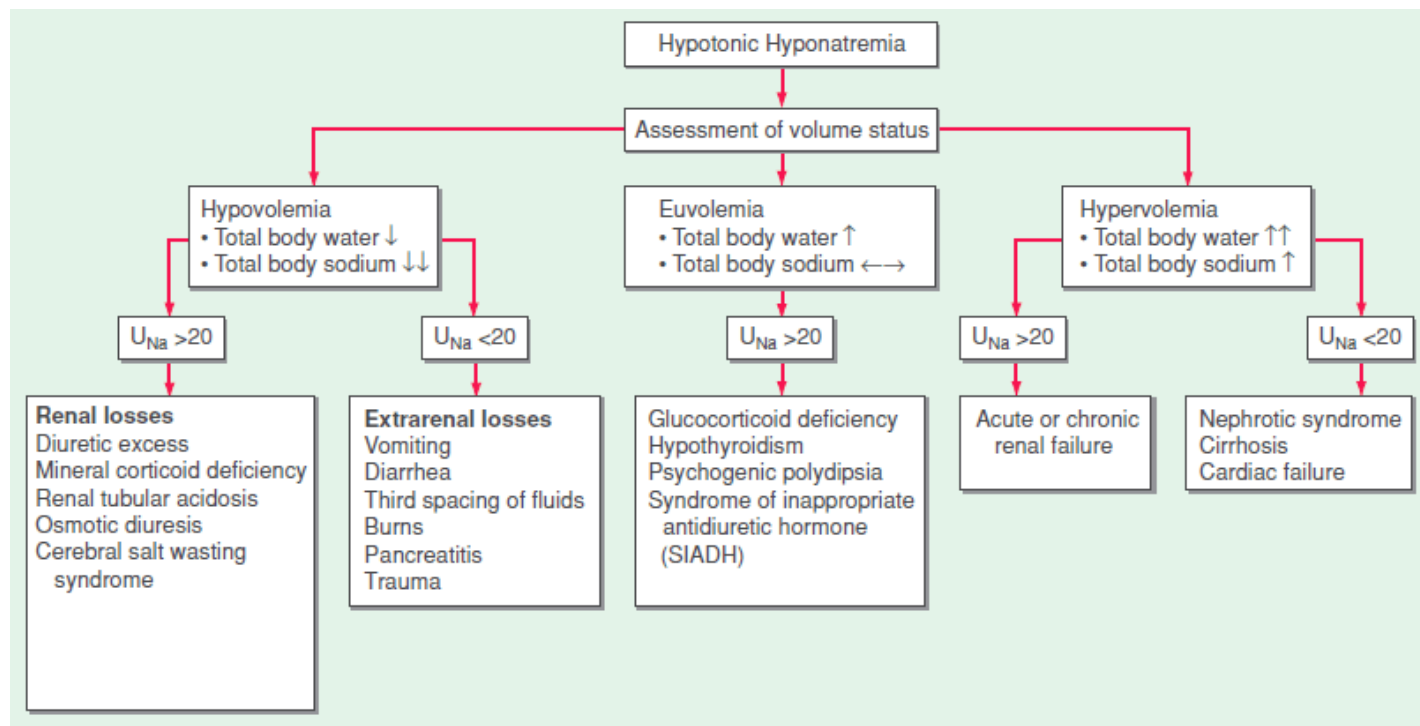 Hypotonic Hyponatremia
Assessment of volume status
Hypovolemia
• Total body water ↓
• Total body sodium ↓↓
Euvolemia
• Total body water ↑
• Total body sodium ←→
Hypervolemia
• Total body water ↑↑
• Total body sodium ↑
UNa >20
UNa <20
UNa >20
UNa >20
UNa <20
Renal losses
Diuretic excess
Mineral corticoid deficiency
Renal tubular acidosis
Osmotic diuresis
Cerebral salt wasting
syndrome
Extrarenal losses
Vomiting
Diarrhea
Third spacing of fluids
Burns
Pancreatitis
Trauma
Glucocorticoid deficiency
Hypothyroidism
Psychogenic polydipsia
Syndrome of inappropriate
antidiuretic hormone
(SIADH)
Acute or chronic
renal failure
Nephrotic syndrome
Cirrhosis
Cardiac failure